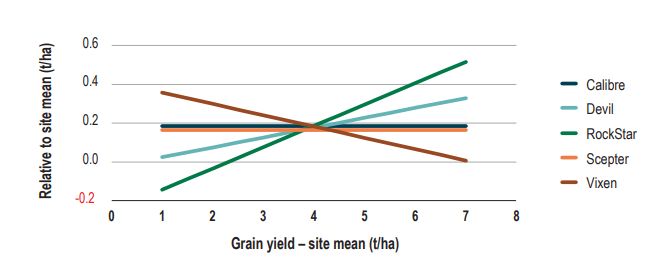 Relative to site mean (t/ha)
0.6
0.4
0.2
0.0
-0.2
0 1 2 3 4 5 6 7 8
Grain yield – site mean (t/ha)
Calibre
Devil
RockStar
Scepter
Vixen